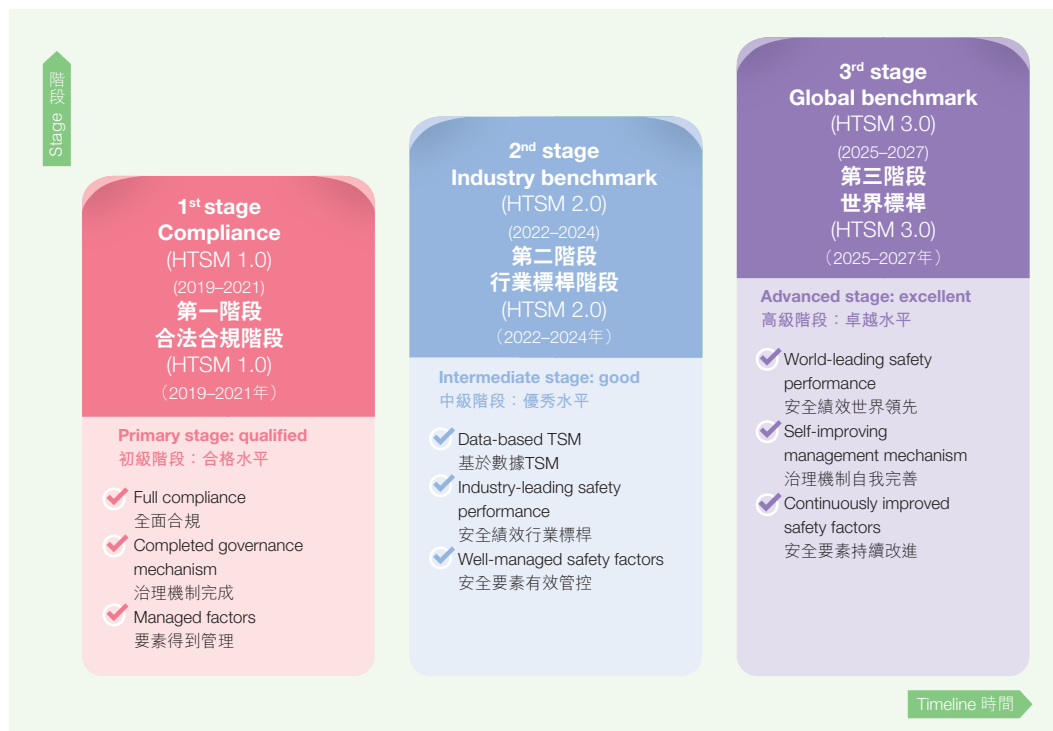 階段 Stage
1st stage
Compliance
(HTSM 1.0)
(2019–2021)
第一階段
合法合規階段
(HTSM 1.0)
（2019–2021年）
Primary stage: qualified
初級階段：合格水平
Full compliance
全面合規
Completed governance
mechanism
治理機制完成
Managed factors
要素得到管理
2nd stage
Industry benchmark
(HTSM 2.0)
(2022–2024)
第二階段
行業標桿階段
(HTSM 2.0)
（2022–2024年）
Intermediate stage: good
中級階段：優秀水平
Data-based TSM
基於數據TSM
Industry-leading safety
performance
安全績效行業標桿
Well-managed safety factors
安全要素有效管控
3rd stage
Global benchmark
(HTSM 3.0)
(2025–2027)
第三階段
世界標桿
(HTSM 3.0)
（2025–2027年）
Advanced stage: excellent
高級階段：卓越水平
World-leading safety
performance
安全績效世界領先
Self-improving
management mechanism
治理機制自我完善
Continuously improved
safety factors
安全要素持續改進
Timeline 時間